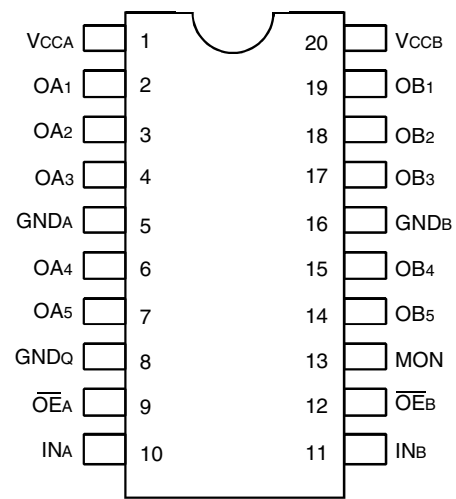 VCCA 1 20 VCCB
OA1 2 19 OB1
OA2 3 18 OB2
OA3 4 17 OB3
GNDA 5 16 GNDB
OA4 6 15 OB4
OA5 7 14 OB5
GNDQ 8 13 MON
O̅E̅A 9 12 O̅E̅B
INA 10 11 INB